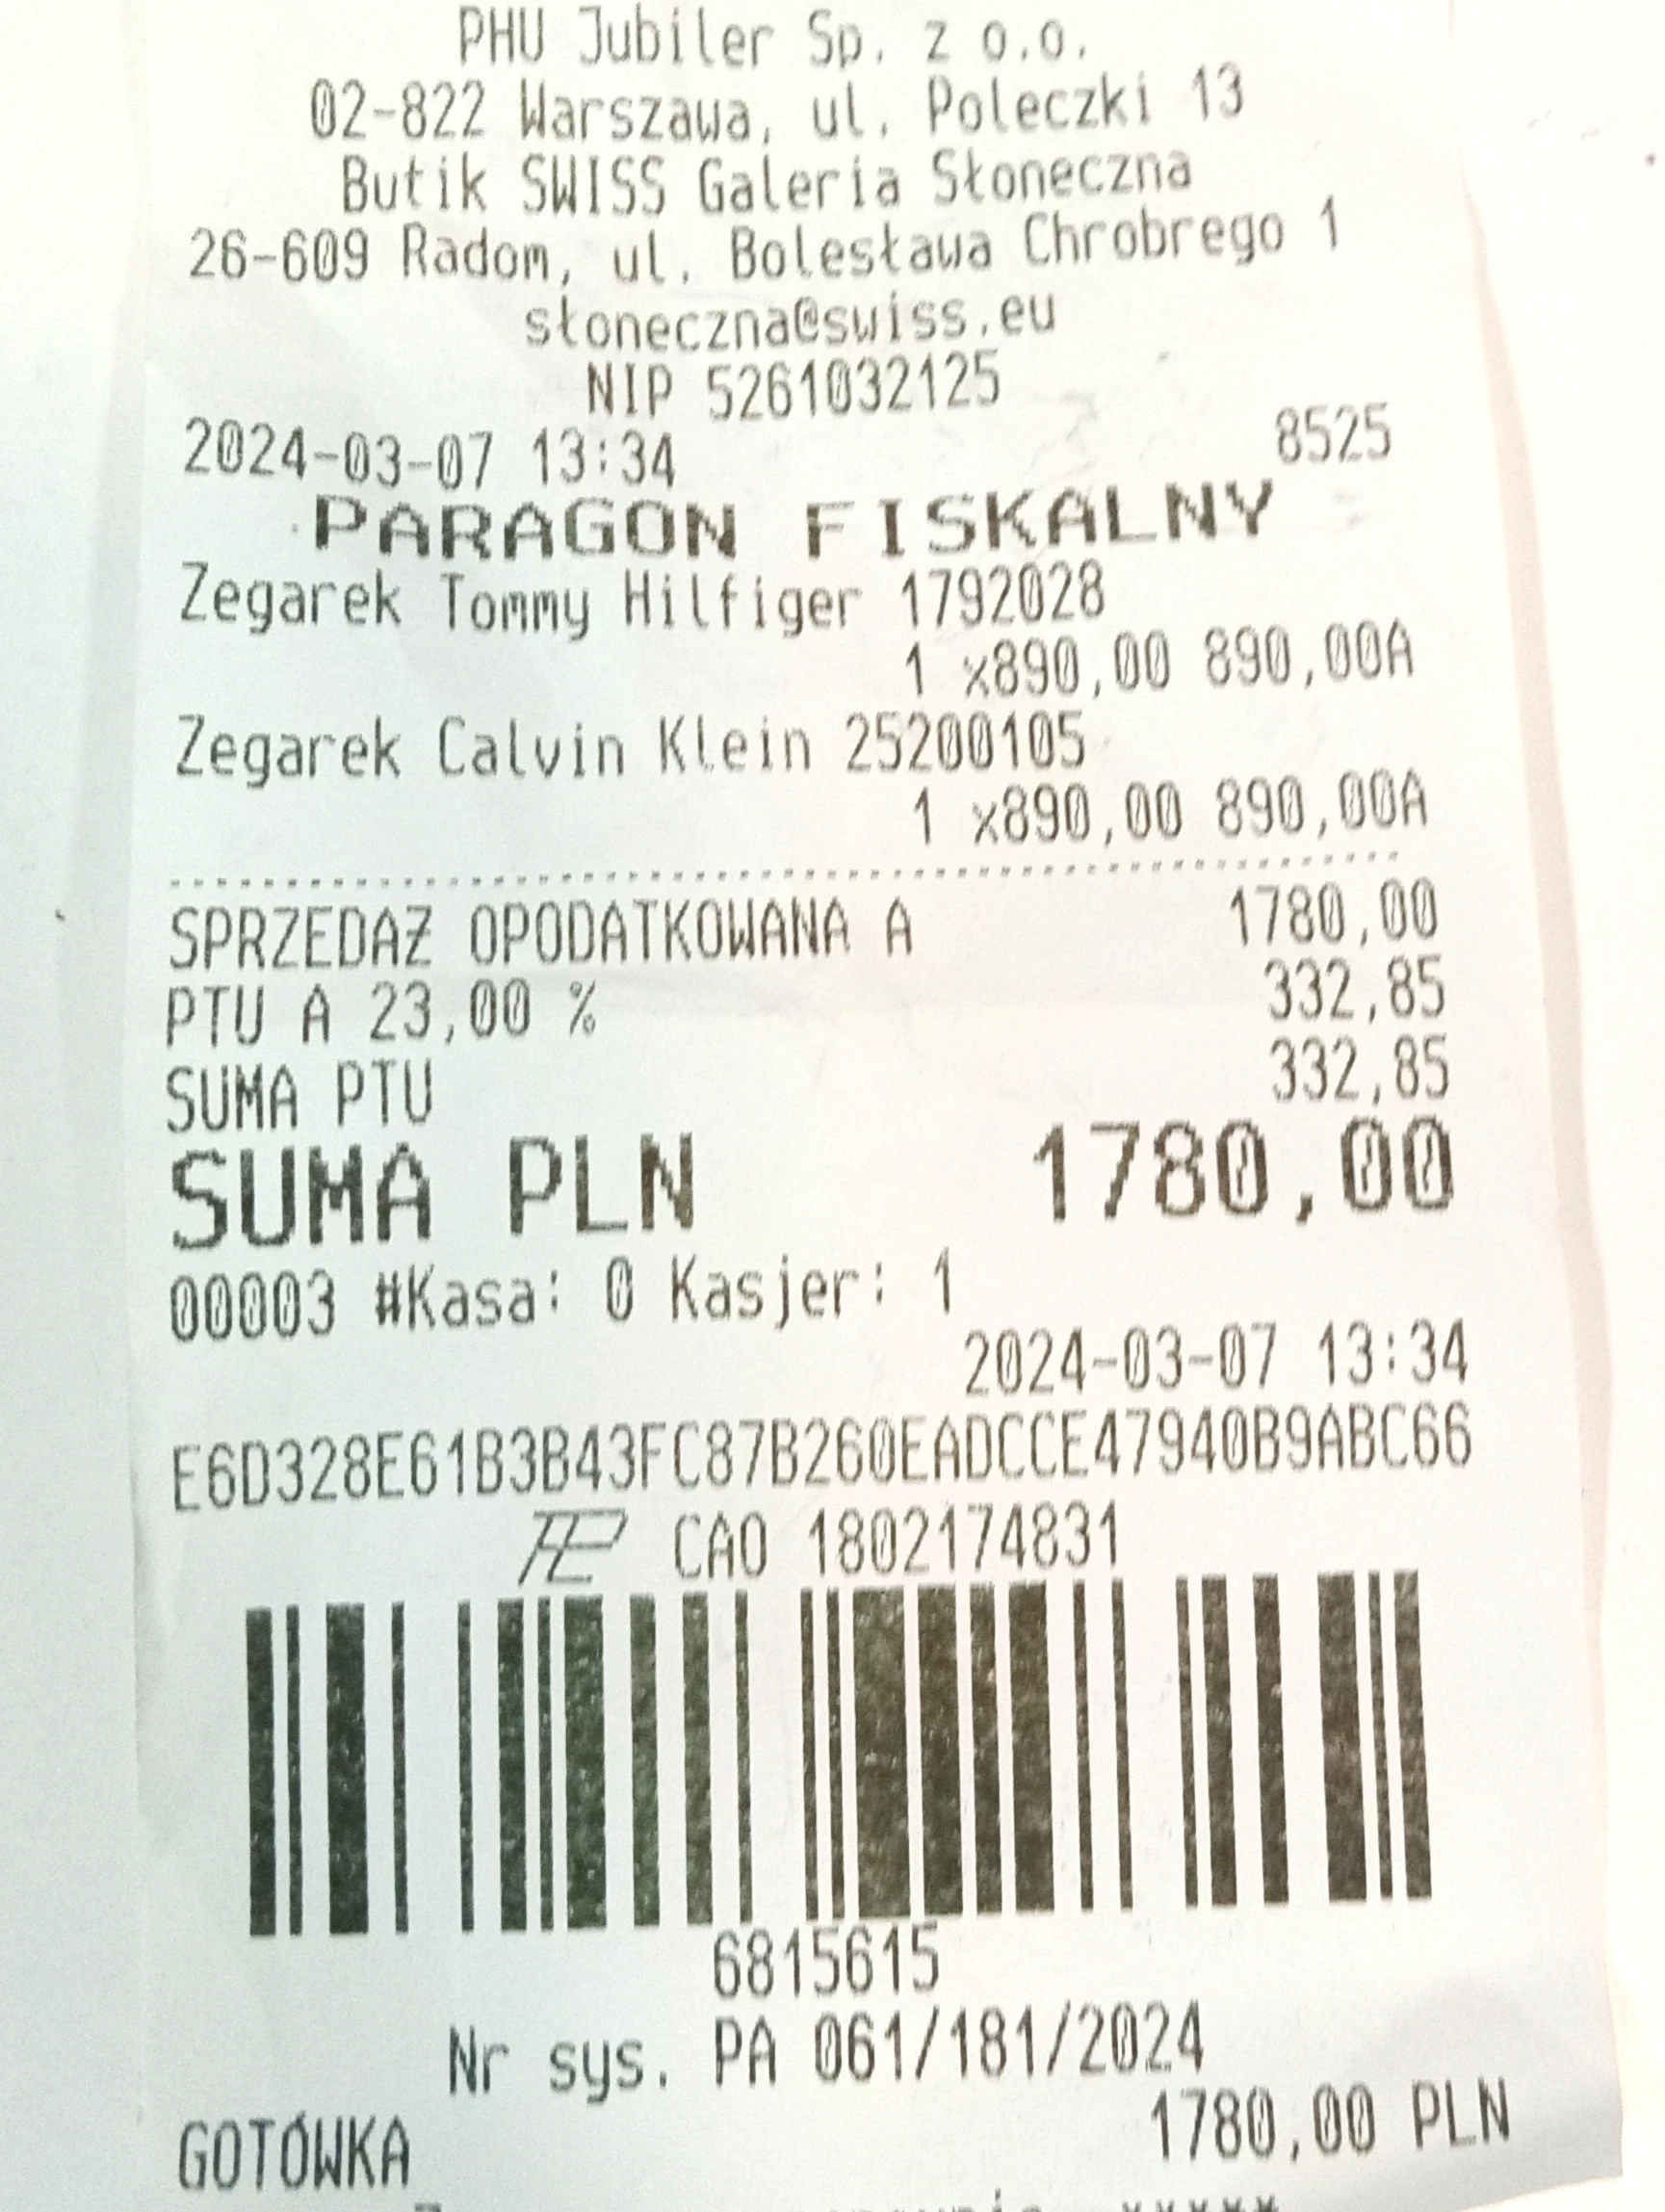 PHU Jubiler Sp. z o.o.
02-822 Warszawa, ul. Poleczki 13
Butik SWISS Galeria Słoneczna
26-609 Radom, ul. Bolesława Chrobrego 1
słoneczna@swiss.eu
NIP 5261032125
2024-03-07 13:34 8525
PARAGON FISKALNY
Zegarek Tommy Hilfiger 1792028
1 x890,00 890,00A
Zegarek Calvin Klein 25200105
1 x890,00 890,00A
SPRZEDAŻ OPODATKOWANA A 1780,00
PTU A 23,00 % 332,85
SUMA PTU 332,85
SUMA PLN 1780,00
00003 #Kasa: 0 Kasjer: 1
2024-03-07 13:34
E6D328E61B3B43FC87B260EADCCE47940B9ABC66
CAO 1802174831
6815615
Nr sys. PA 061/181/2024
GOTÓWKA 1780,00 PLN